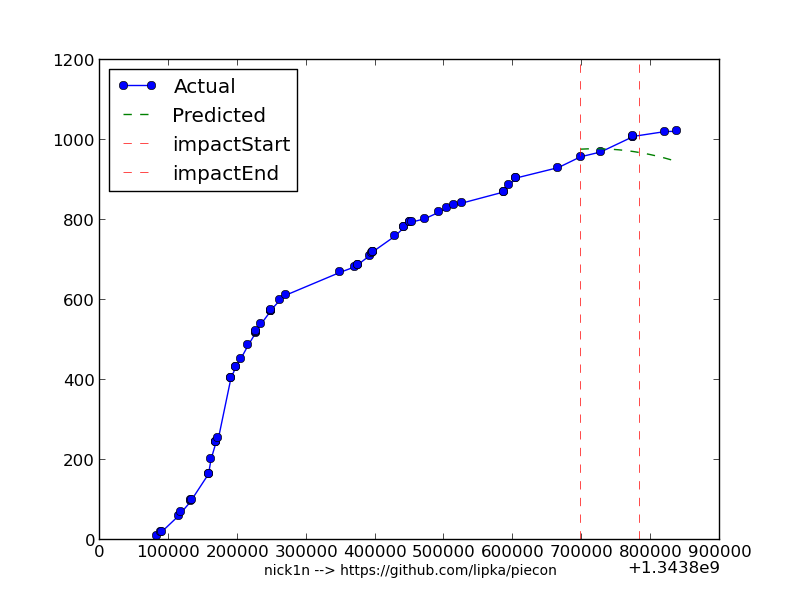 1200
1000
800
600
400
200
0
Actual
Predicted
impactStart
impactEnd
0 100000 200000 300000 400000 500000 600000 700000 800000 900000
+1.3438e9
nick1n --> https://github.com/lipka/piecon